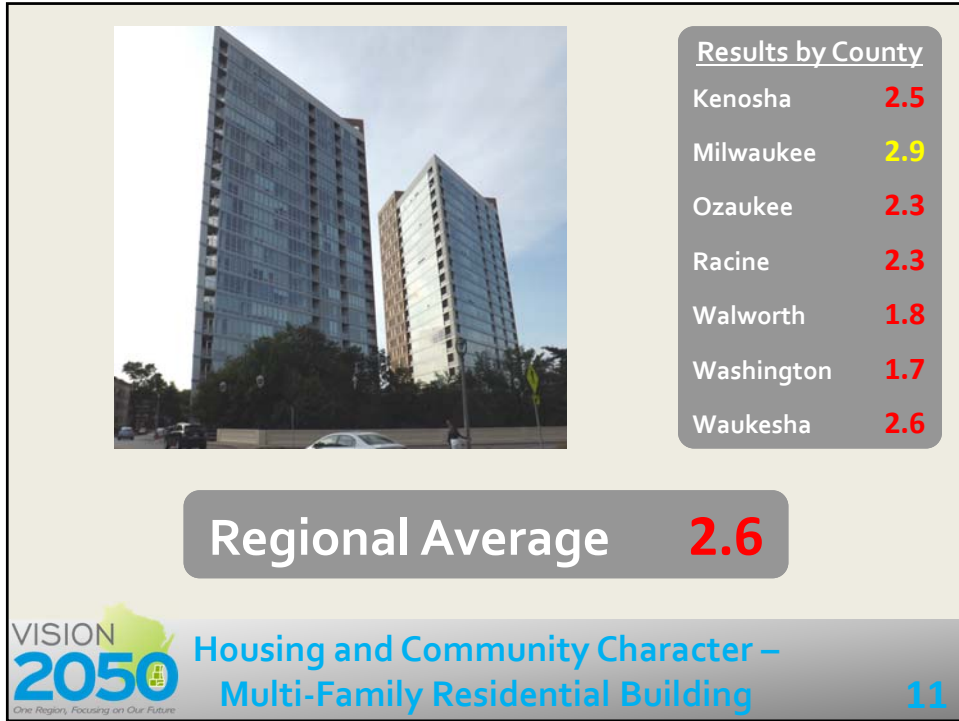 Results by County
Kenosha 2.5
Milwaukee 2.9
Ozaukee 2.3
Racine 2.3
Walworth 1.8
Washington 1.7
Waukesha 2.6
Regional Average 2.6
VISION
2050
One Region, Focusing on Our Future
Housing and Community Character –
Multi-Family Residential Building
11